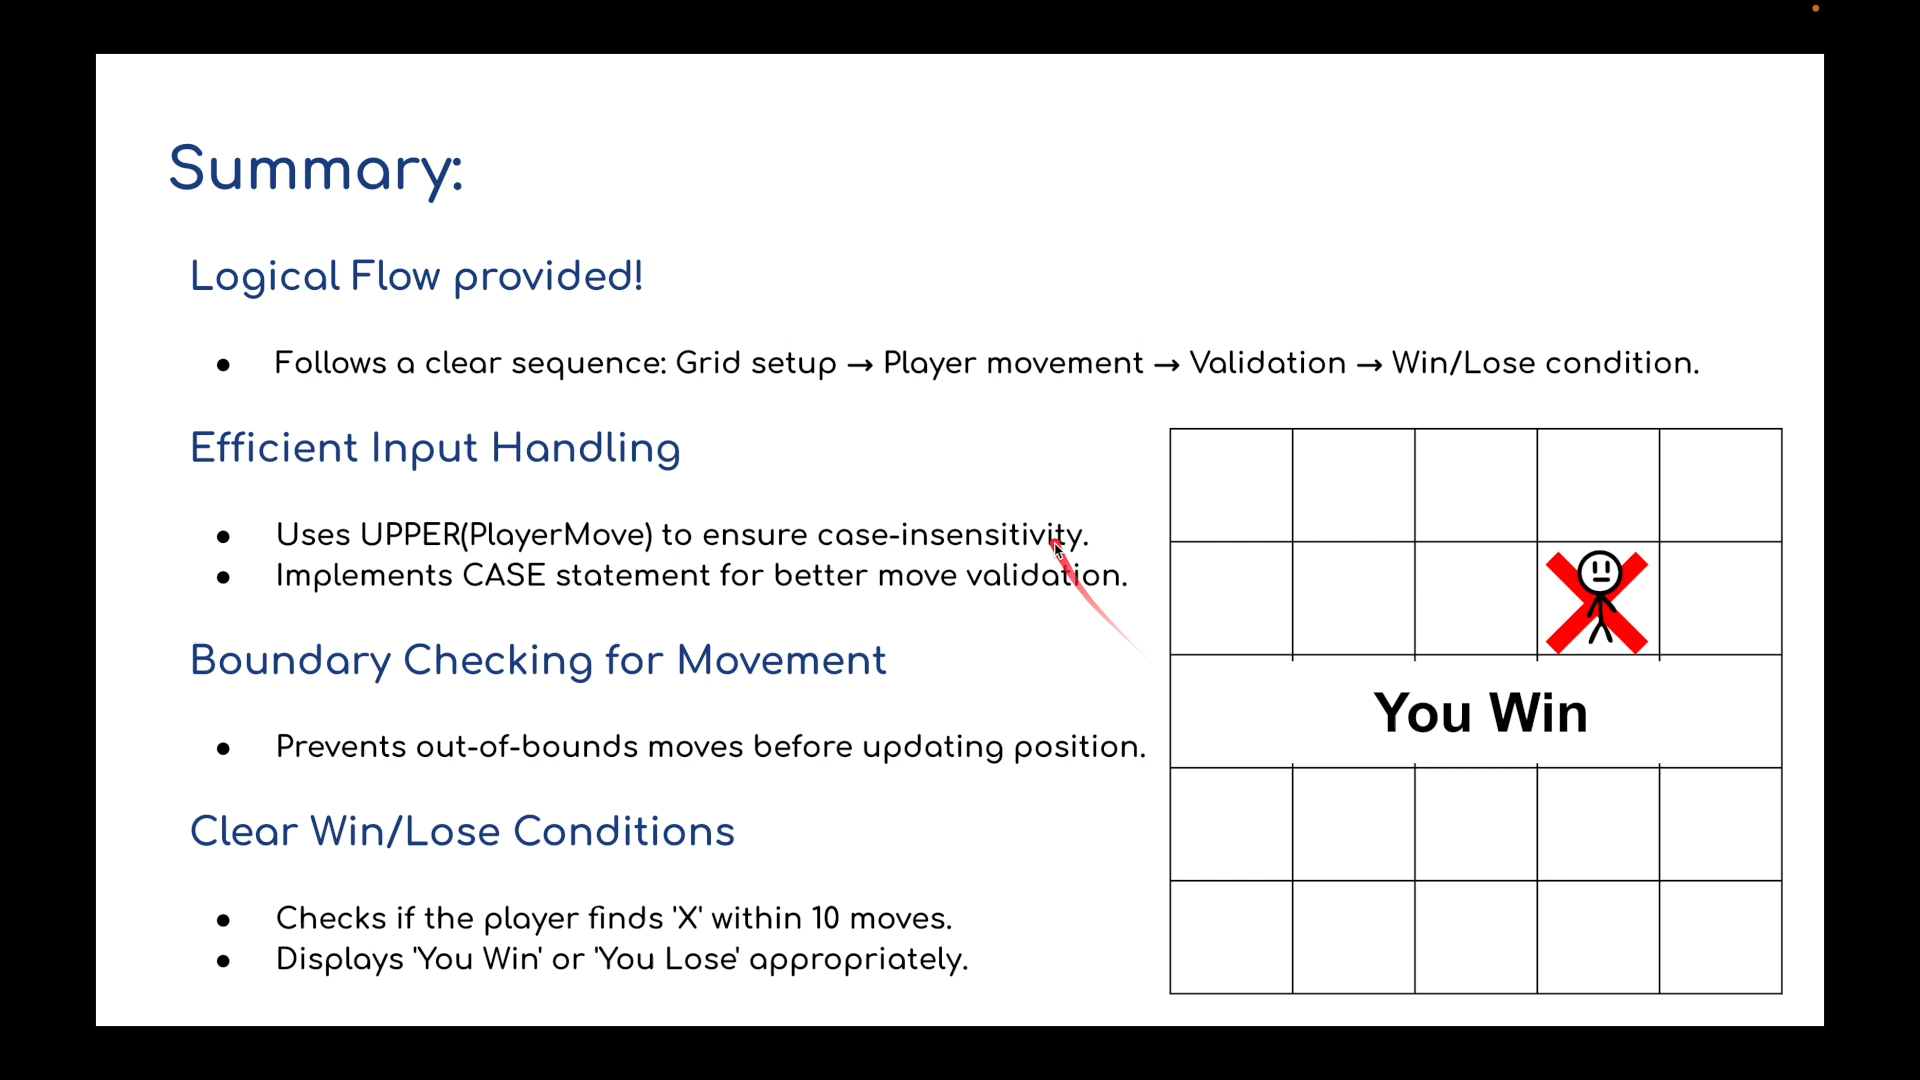 Summary:
Logical Flow provided!
● Follows a clear sequence: Grid setup → Player movement → Validation → Win/Lose condition.
Efficient Input Handling
● Uses UPPER(PlayerMove) to ensure case-insensitivity.
● Implements CASE statement for better move validation.
Boundary Checking for Movement
● Prevents out-of-bounds moves before updating position.
Clear Win/Lose Conditions
● Checks if the player finds 'X' within 10 moves.
● Displays 'You Win' or 'You Lose' appropriately.
You Win